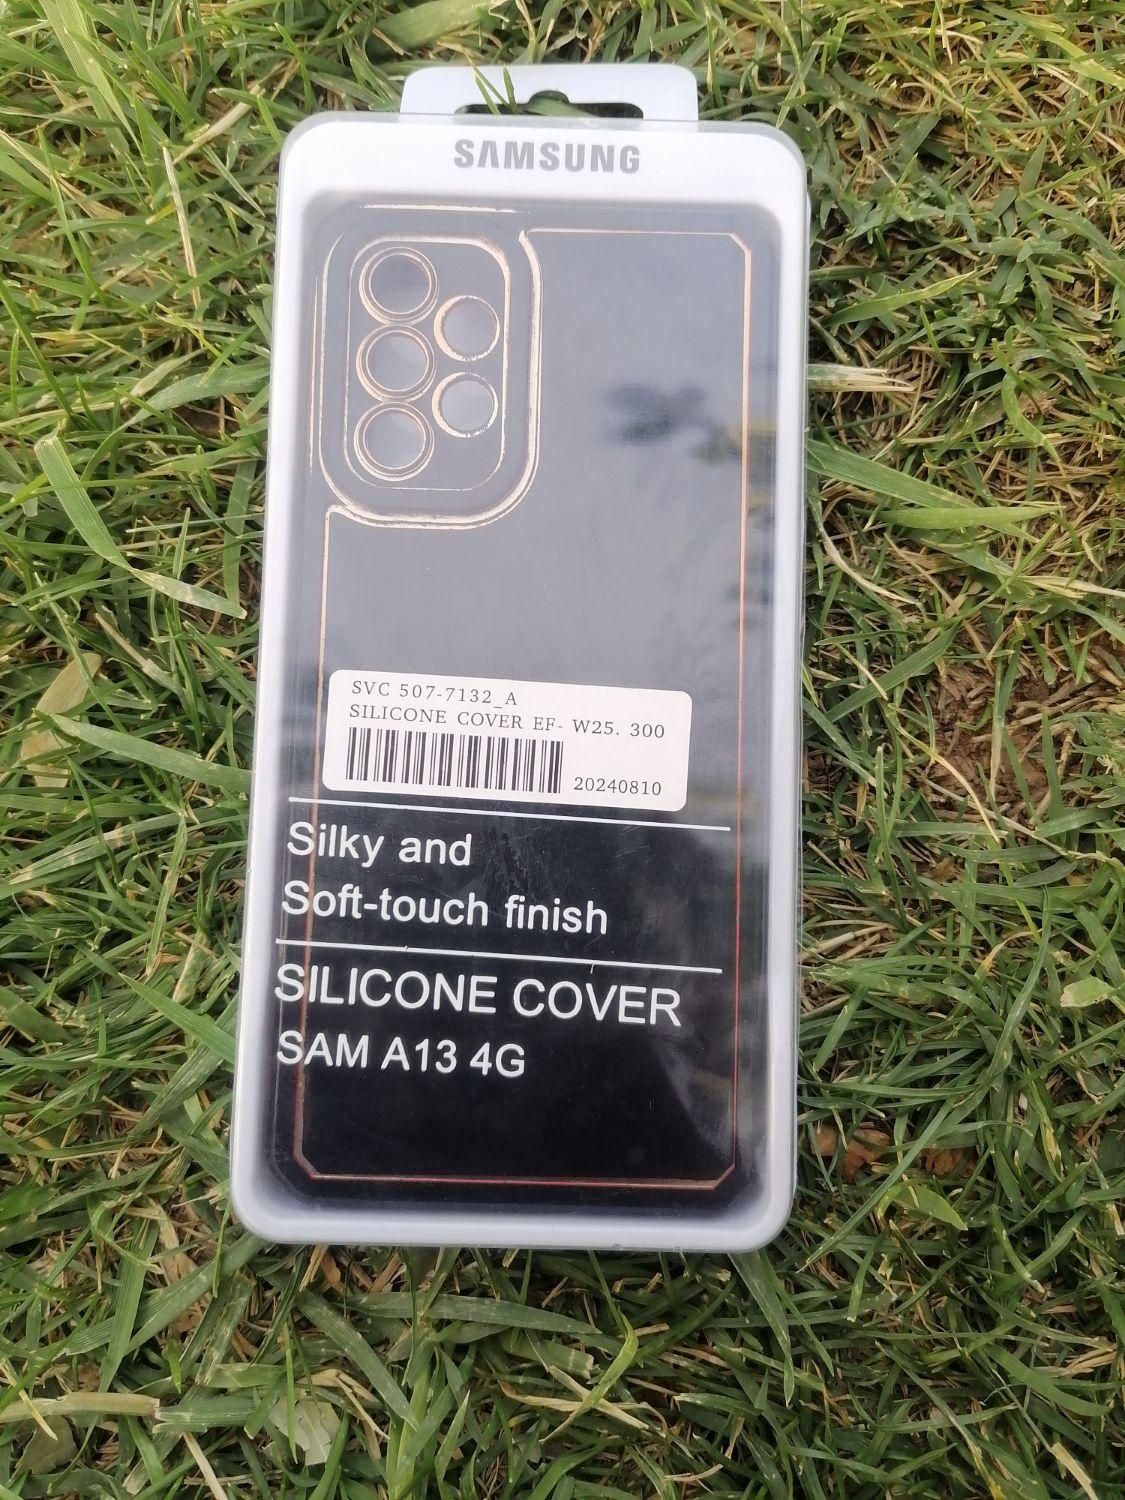 SAMSUNG
SVC 507-7132_A
SILICONE COVER EF- W25. 300
20240810
Silky and
Soft-touch finish
SILICONE COVER
SAM A13 4G